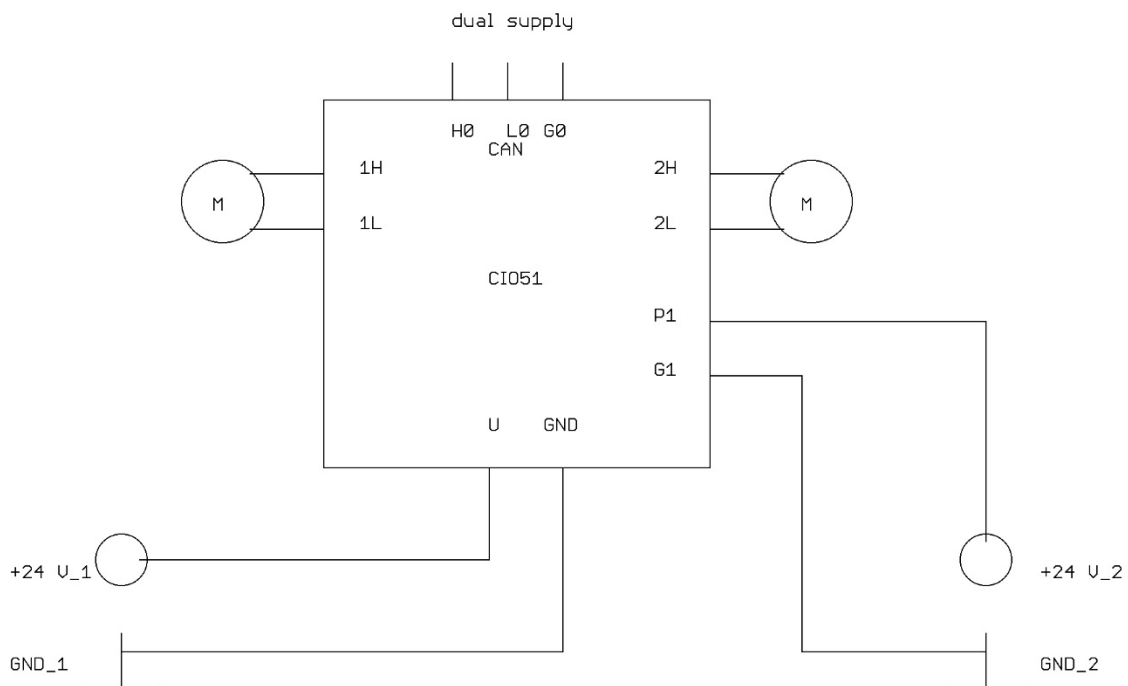 dual supply
H0 L0 G0
CAN
1H
2H
M
M
1L
2L
CIO51
P1
G1
U GND
+24 V_1
+24 V_2
GND_1
GND_2